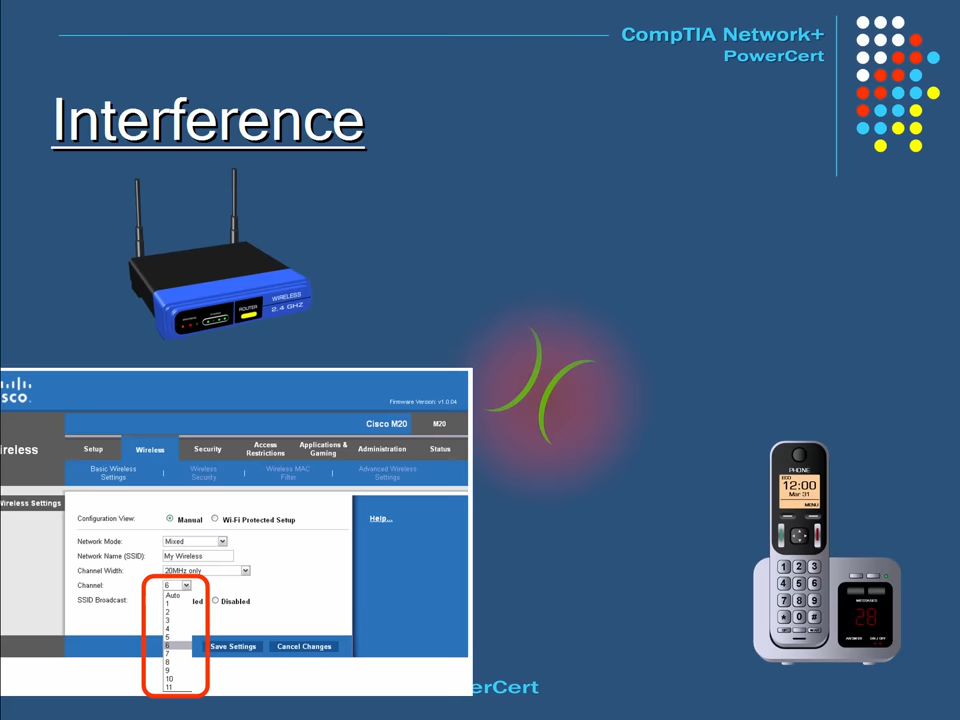 CompTIA Network+
PowerCert
Interference
WIRELESS
2.4 GHZ
ROUTER
sco.
Firmware Version: v1.0.04
Cisco M20
M20
ireless
Setup
Wireless
Security
Access
Restrictions
Applications &
Gaming
Administration
Status
Basic Wireless
Settings
Wireless
Security
Wireless MAC
Filter
Advanced Wireless
Settings
Wireless Settings
Configuration View:
Manual
Wi-Fi Protected Setup
Help...
Network Mode:
Mixed
Network Name (SSID):
My Wireless
Channel Width:
20MHz only
Channel:
6
SSID Broadcast:
led
Disabled
Auto
1
2
3
4
5
6
7
8
9
10
11
Save Settings
Cancel Changes
erCert
PHONE
ECO
12:00
Mar 31
MENU
1 2 3
4 5 6
7 8 9
* 0 #
MESSAGES
28
ANSWER ON / OFF